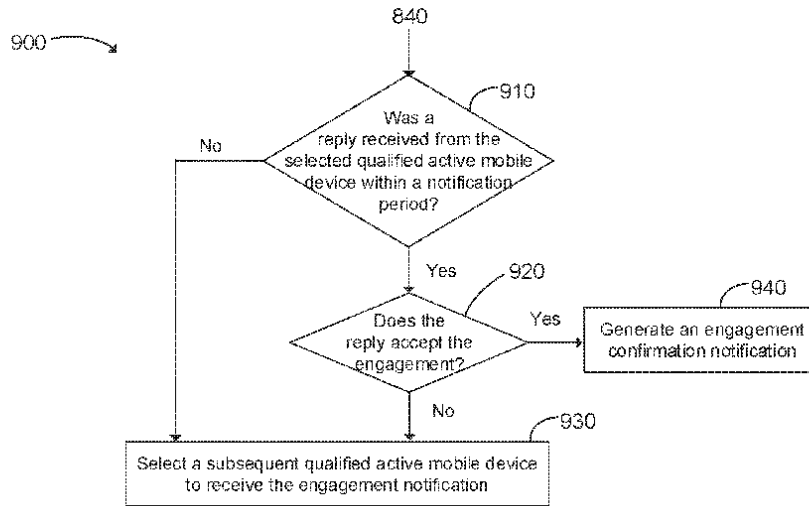 840
900
910
Was a
reply received from the
selected qualified active mobile
device within a notification
period?
No
Yes
920
Does the
reply accept the
engagement?
Yes
940
Generate an engagement
confirmation notification
No
930
Select a subsequent qualified active mobile device
to receive the engagement notification